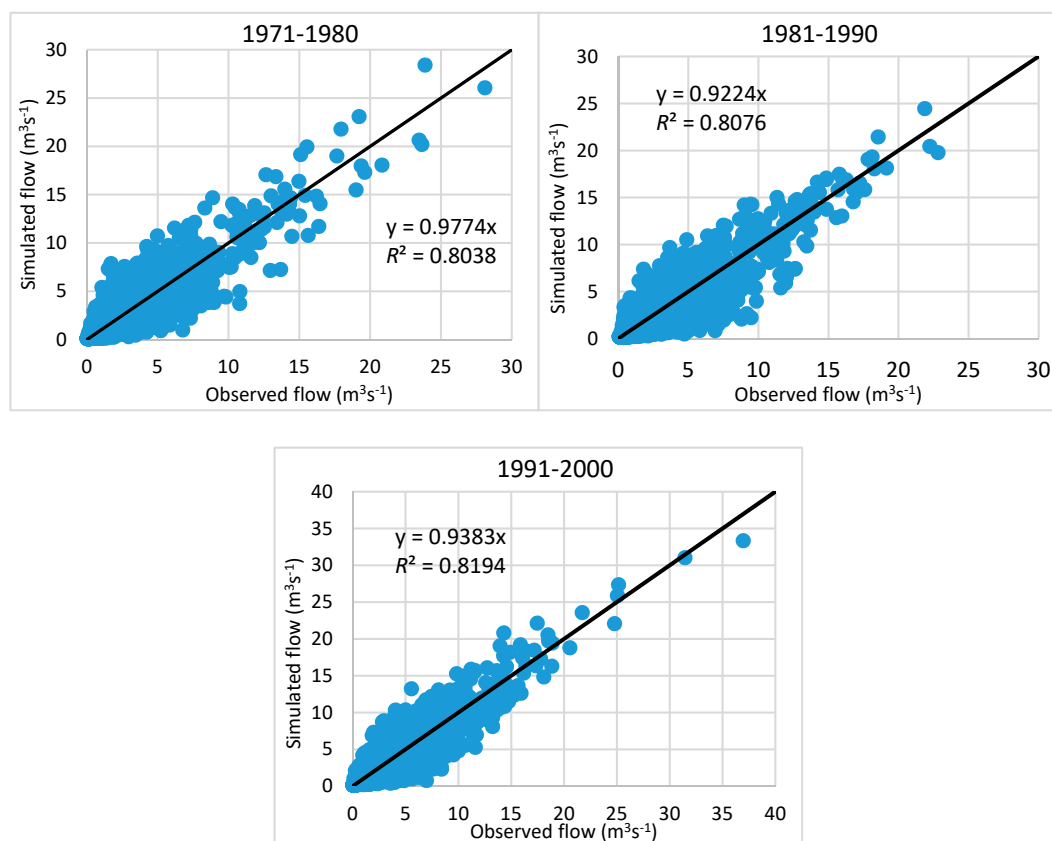 1971-1980
30
25
20
15
10
5
0
Simulated flow (m³s⁻¹)
y = 0.9774x
R² = 0.8038
0 5 10 15 20 25 30
Observed flow (m³s⁻¹)
1981-1990
30
25
20
15
10
5
0
Simulated flow (m³s⁻¹)
y = 0.9224x
R² = 0.8076
0 5 10 15 20 25 30
Observed flow (m³s⁻¹)
1991-2000
40
35
30
25
20
15
10
5
0
Simulated flow (m³s⁻¹)
y = 0.9383x
R² = 0.8194
0 5 10 15 20 25 30 35 40
Observed flow (m³s⁻¹)